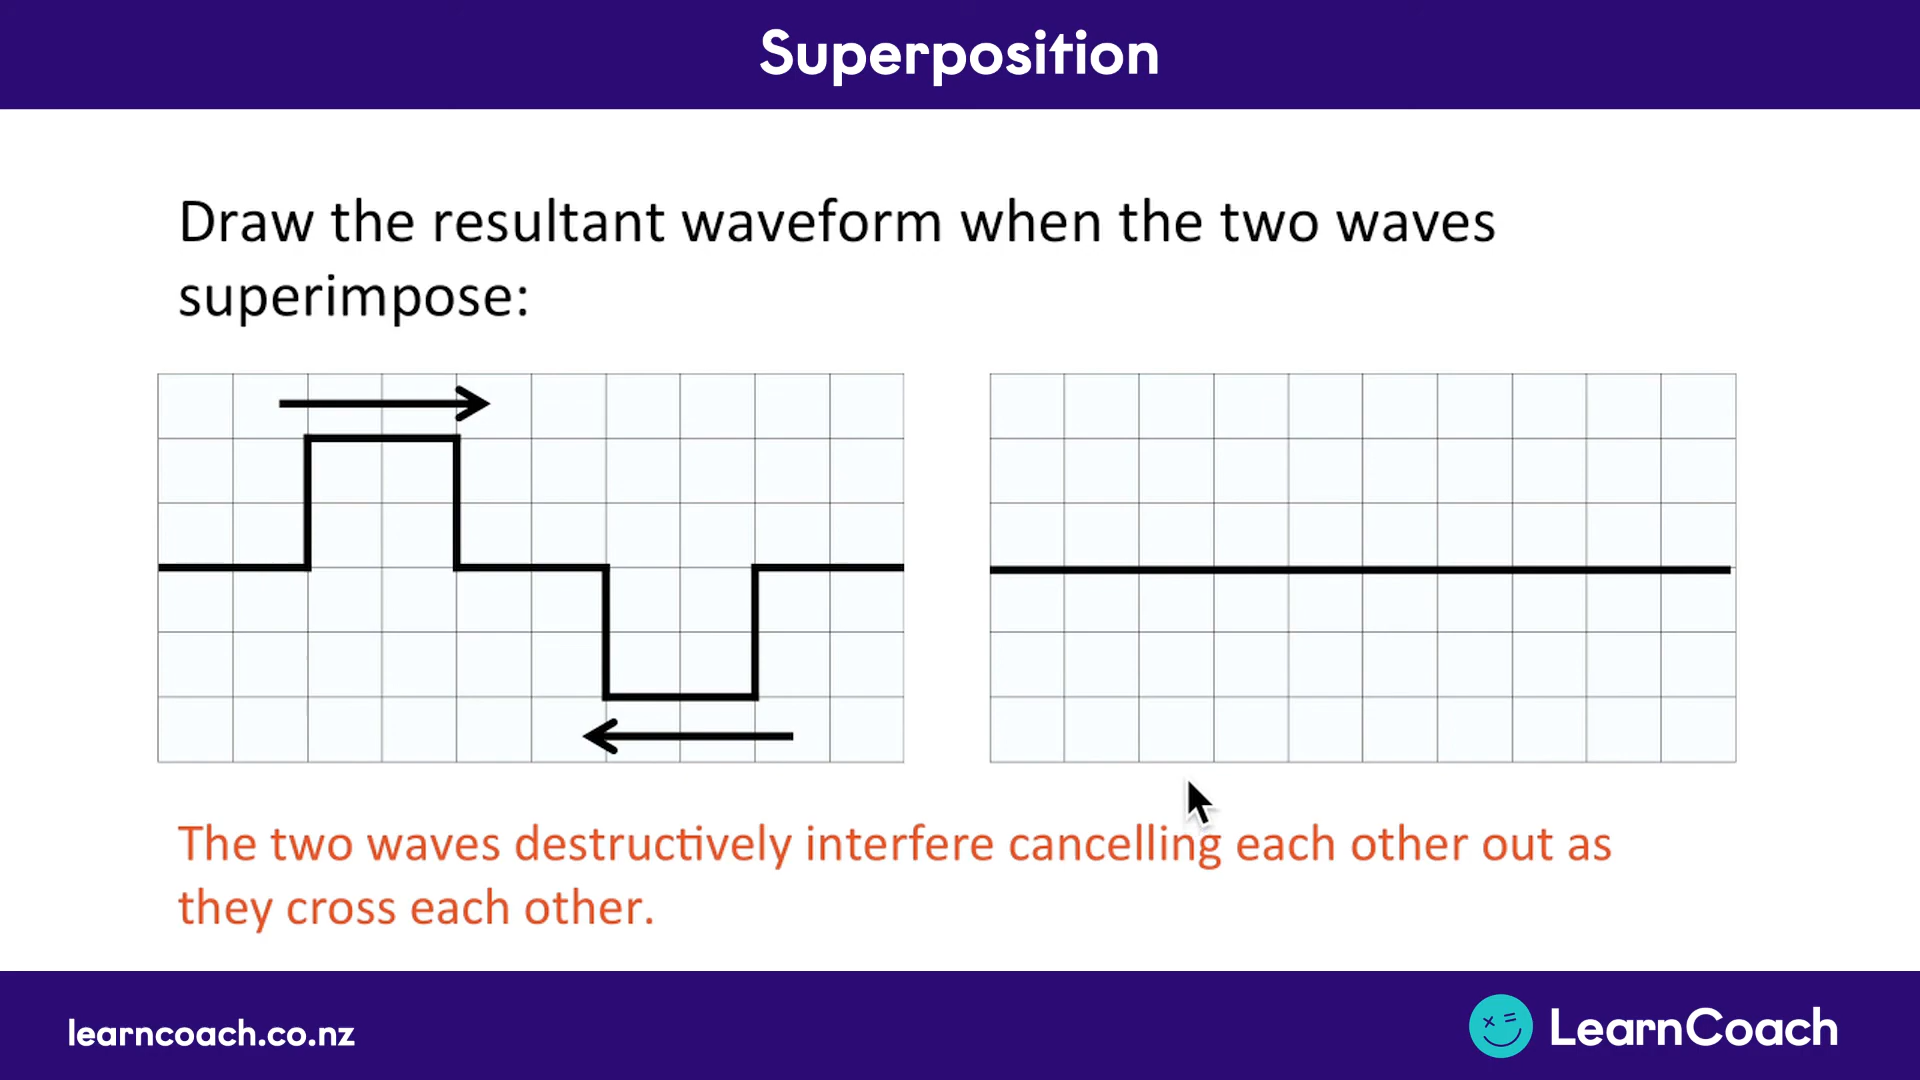 Superposition
Draw the resultant waveform when the two waves
superimpose:
The two waves destructively interfere cancelling each other out as
they cross each other.
learncoach.co.nz
LearnCoach